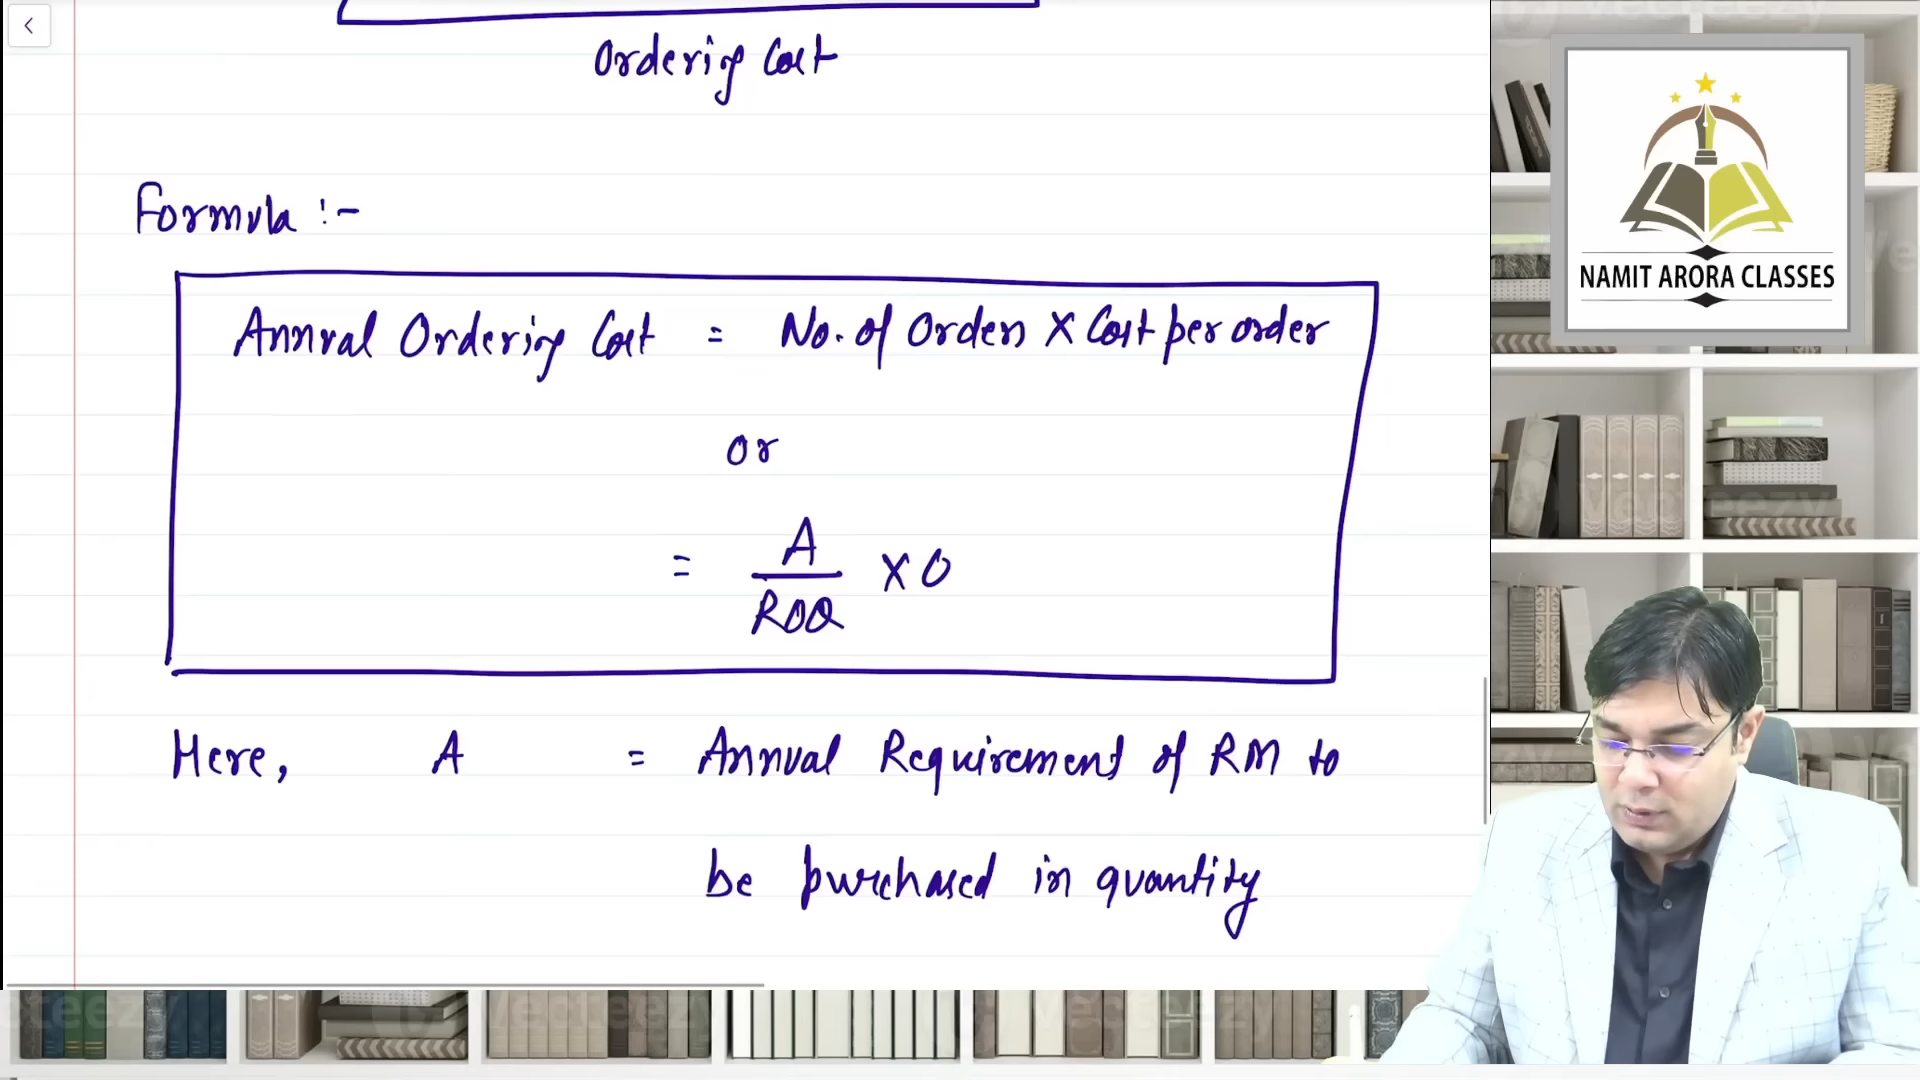 Ordering Cost
Formula :-
Annual Ordering Cost = No. of Orders X Cost per order
or
= A / ROQ X O
Here, A = Annual Requirement of RM to
be purchased in quantity
NAMIT ARORA CLASSES